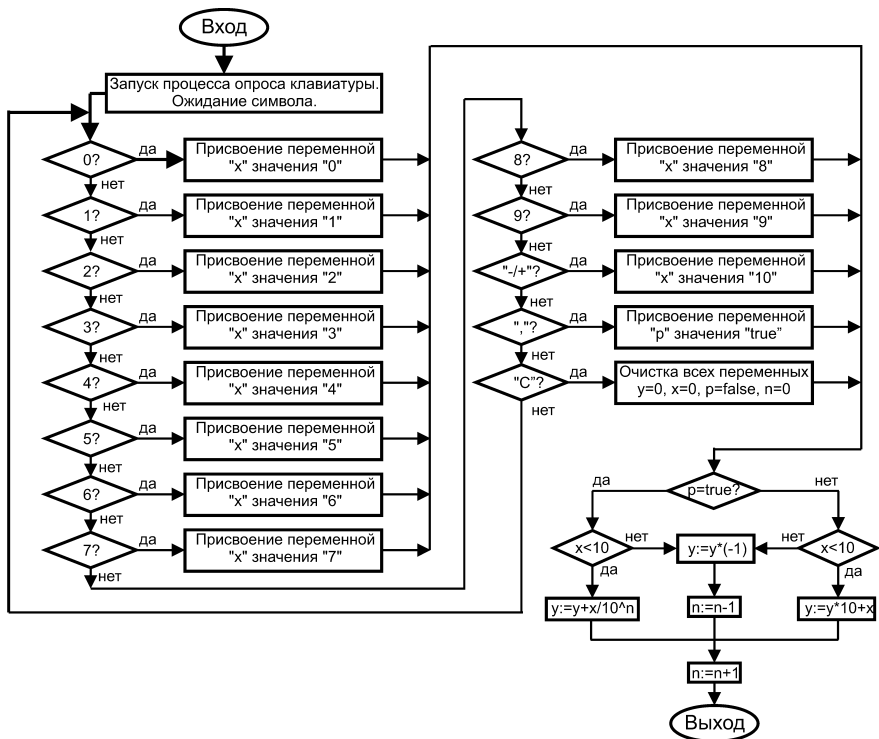 Вход
Запуск процесса опроса клавиатуры.
Ожидание символа.
0?
да
Присвоение переменной
"x" значения "0"
нет
1?
да
Присвоение переменной
"x" значения "1"
нет
2?
да
Присвоение переменной
"x" значения "2"
нет
3?
да
Присвоение переменной
"x" значения "3"
нет
4?
да
Присвоение переменной
"x" значения "4"
нет
5?
да
Присвоение переменной
"x" значения "5"
нет
6?
да
Присвоение переменной
"x" значения "6"
нет
7?
да
Присвоение переменной
"x" значения "7"
нет
8?
да
Присвоение переменной
"x" значения "8"
нет
9?
да
Присвоение переменной
"x" значения "9"
нет
"-/+"?
да
Присвоение переменной
"x" значения "10"
нет
","?
да
Присвоение переменной
"p" значения "true”
нет
"C”?
да
Очистка всех переменных
y=0, x=0, p=false, n=0
нет
p=true?
да
нет
x<10
нет
y:=y*(-1)
нет
x<10
да
да
y:=y+x/10^n
n:=n-1
y:=y*10+x
n:=n+1
Выход